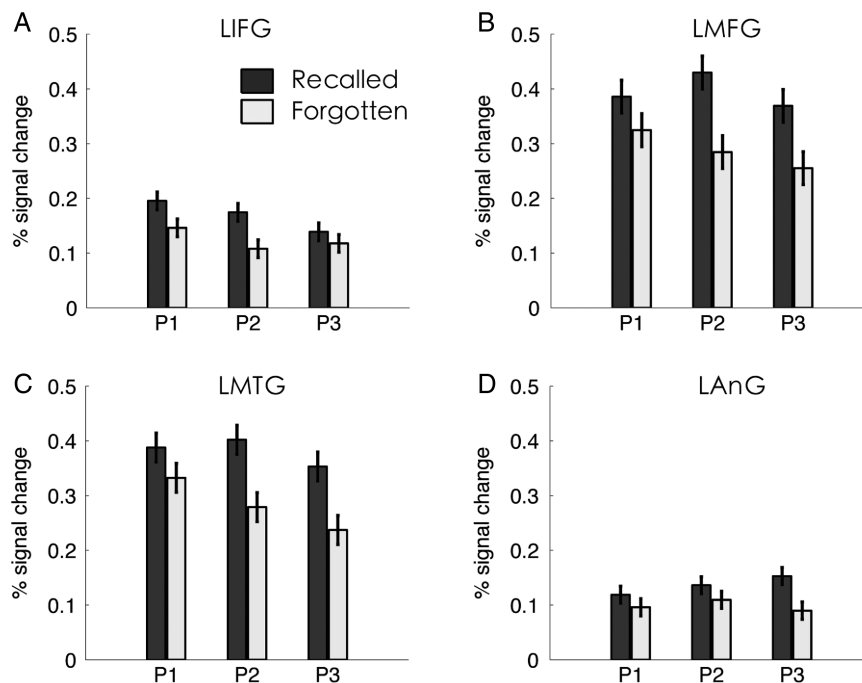 A
LIFG
% signal change
0.5
0.4
0.3
0.2
0.1
0
Recalled
Forgotten
P1 P2 P3
B
LMFG
% signal change
0.5
0.4
0.3
0.2
0.1
0
P1 P2 P3
C
LMTG
% signal change
0.5
0.4
0.3
0.2
0.1
0
P1 P2 P3
D
LAnG
% signal change
0.5
0.4
0.3
0.2
0.1
0
P1 P2 P3